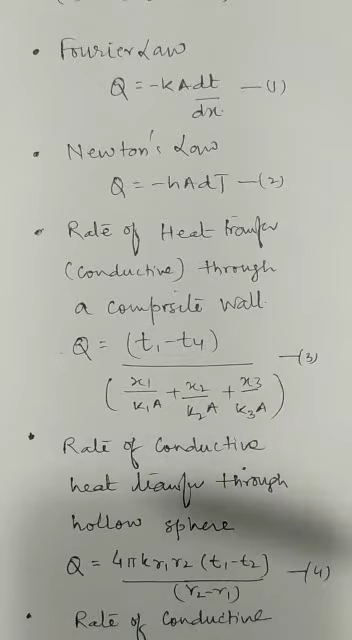 • Fourier Law
Q = -kA dt/dx —(1)
• Newton's Law
Q = -hAdT —(2)
• Rate of Heat transfer
(conductive) through
a composite wall.
Q = (t1-t4) / (x1/k1A + x2/k2A + x3/k3A) —(3)
• Rate of Conductive
heat transfer through
hollow sphere
Q = 4πkr1r2 (t1-t2) / (r2-r1) —(4)
• Rate of Conductive